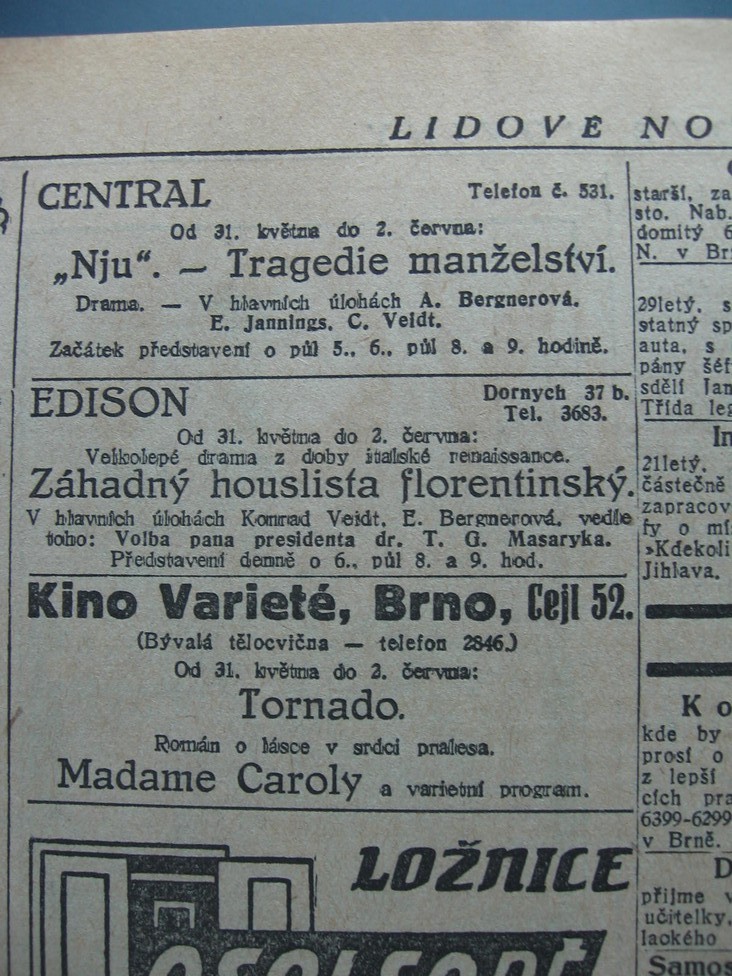 LIDOVÉ NO
CENTRAL Telefon č. 531.
Od 31. května do 2. června:
„Nju“. — Tragedie manželství.
Drama. — V hlavních úlohách A. Bergnerová.
E. Jannings. C. Veidt.
Začátek představení o půl 5., 6., půl 8. a 9. hodině.
EDISON Dornych 37 b.
Tel. 3683.
Od 31. května do 2. června:
Velkolepé drama z doby italské renaissance.
Záhadný houslista florentinský.
V hlavních úlohách Konrad Veidt. E. Bergnerová. vedle
toho: Volba pana presidenta dr. T. G. Masaryka.
Představení denně o 6., půl 8. a 9. hod.
Kino Varieté, Brno, Cejl 52.
(Bývalá tělocvična — telefon 2846.)
Od 31. května do 2. června:
Tornado.
Román o lásce v srdci pralesa.
Madame Caroly a varietní program.
LOŽNICE
starší, za
sto. Nab.
domitý 6
N. v Br
29letý, s
statný sp
auta, s
pány šéf
sdělí Jan
Třída leg
In
21letý,
částečně
zapracov
ty o mí
»Kdekoli
Jihlava.
K o
kde by
prosí o
z lepší
cích pra
6399-6299
v Brně.
D
přijme v
učitelky,
laokého
Samos